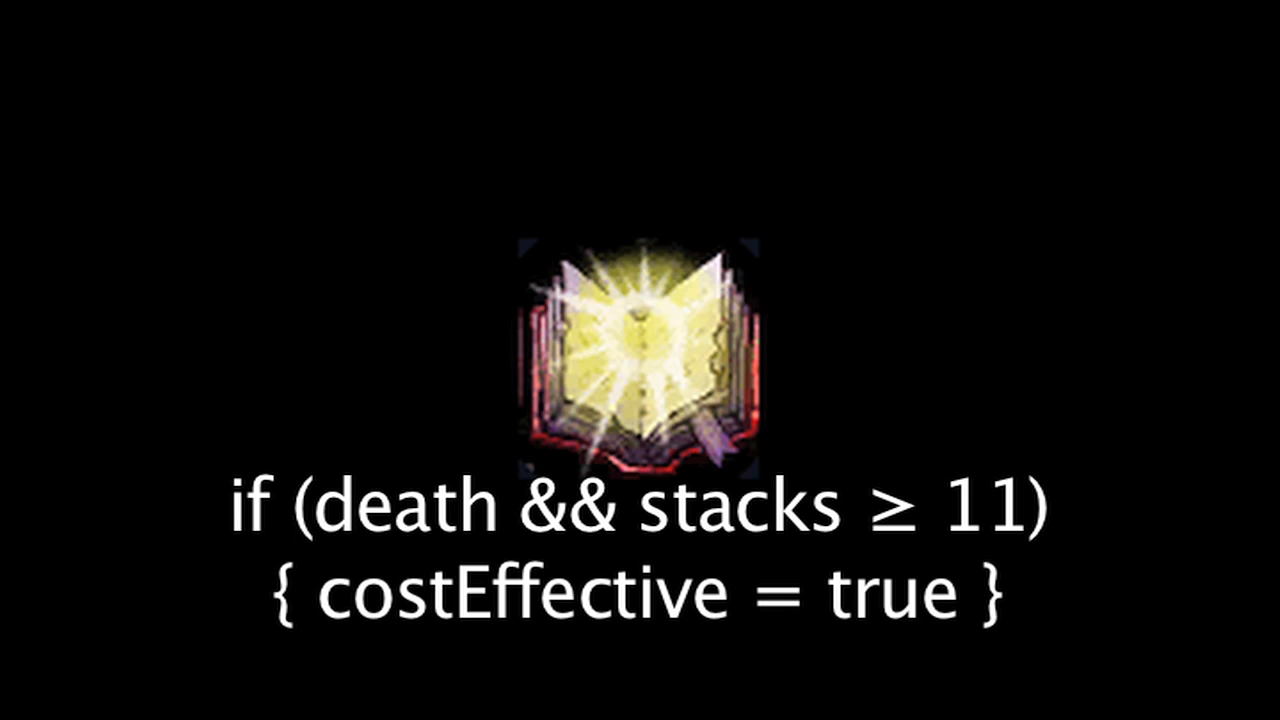 if (death && stacks ≥ 11)
{ costEffective = true }